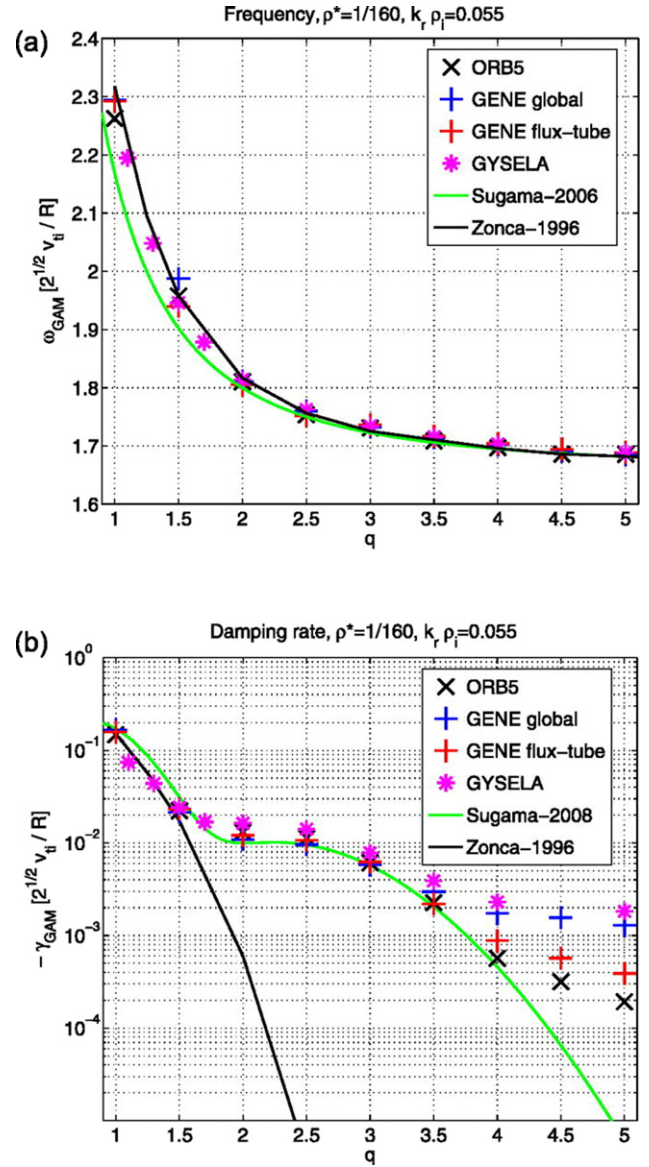 (a)
Frequency, ρ*=1/160, k_r ρ_i=0.055
2.4
2.3
2.2
2.1
2
1.9
1.8
1.7
1.6
ω_GAM [2^{1/2} v_{ti} / R]
ORB5
GENE global
GENE flux-tube
GYSELA
Sugama-2006
Zonca-1996
1 1.5 2 2.5 3 3.5 4 4.5 5
q
(b)
Damping rate, ρ*=1/160, k_r ρ_i=0.055
10^0
10^{-1}
10^{-2}
10^{-3}
10^{-4}
- γ_GAM [2^{1/2} v_{ti} / R]
ORB5
GENE global
GENE flux-tube
GYSELA
Sugama-2008
Zonca-1996
1 1.5 2 2.5 3 3.5 4 4.5 5
q